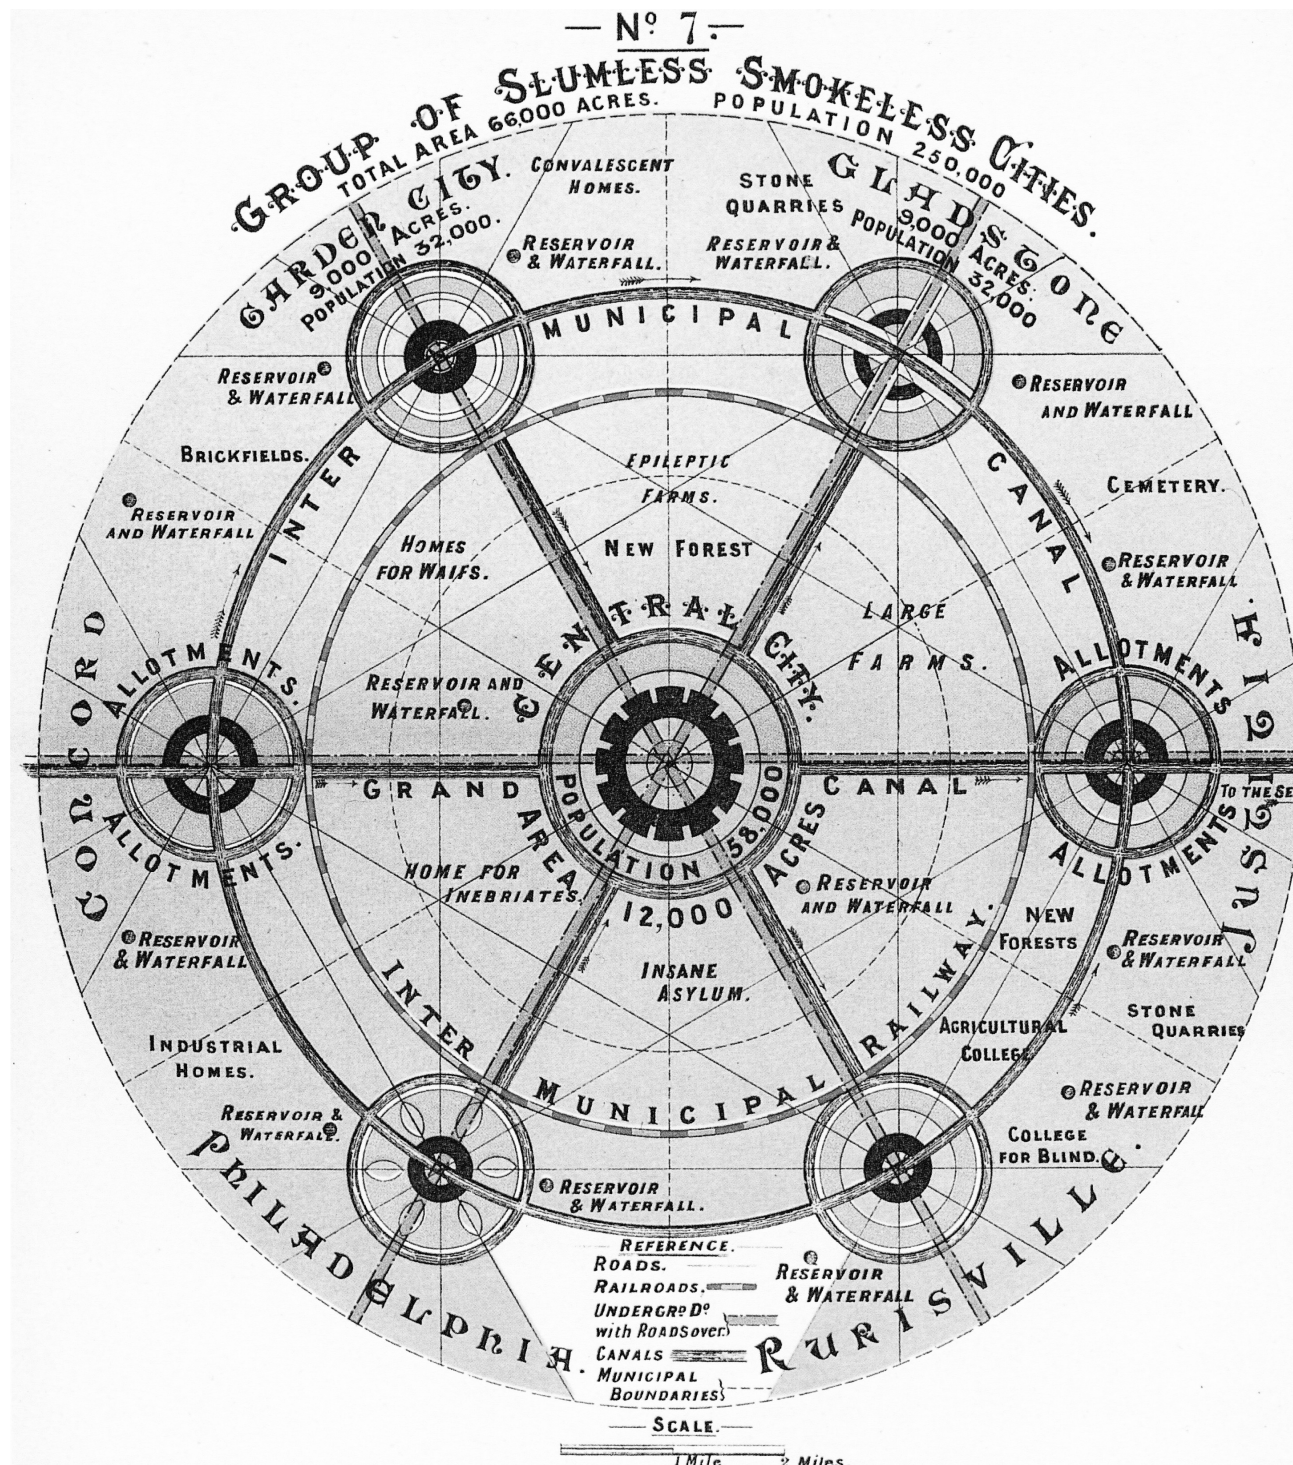 — Nº 7.—
GROUP OF SLUMLESS SMOKELESS CITIES.
TOTAL AREA 66,000 ACRES. POPULATION 250,000
GARDEN CITY.
9,000 ACRES.
POPULATION 32,000.
CONVALESCENT
HOMES.
STONE
QUARRIES
GLADSTONE
9,000 ACRES.
POPULATION 32,000
RESERVOIR
& WATERFALL.
RESERVOIR &
WATERFALL.
INTER MUNICIPAL CANAL
RESERVOIR
& WATERFALL
RESERVOIR
AND WATERFALL
BRICKFIELDS.
EPILEPTIC
FARMS.
CEMETERY.
RESERVOIR
AND WATERFALL
HOMES
FOR WAIFS.
NEW FOREST
RESERVOIR
& WATERFALL
LARGE
FARMS.
CONCORD
ALLOTMENTS.
RESERVOIR AND
WATERFALL.
CENTRAL CITY.
ALLOTMENTS
JUSTITIA.
GRAND CANAL
TO THE SE
AREA 12,000 ACRES
POPULATION 58,000
ALLOTMENTS.
ALLOTMENTS
HOME FOR
INEBRIATES.
RESERVOIR
AND WATERFALL
NEW
FORESTS
RESERVOIR
& WATERFALL
RESERVOIR
& WATERFALL
INSANE
ASYLUM.
INTER MUNICIPAL RAILWAY.
AGRICULTURAL
COLLEGE
STONE
QUARRIES
INDUSTRIAL
HOMES.
RESERVOIR
& WATERFALL
RESERVOIR &
WATERFALL.
COLLEGE
FOR BLIND.
PHILADELPHIA.
RESERVOIR
& WATERFALL.
RURISVILLE.
RESERVOIR
& WATERFALL
REFERENCE.
ROADS.
RAILROADS.
UNDERGRD Dº
with ROADS over.
CANALS
MUNICIPAL
BOUNDARIES
— SCALE. —
1 MILE 2 MILES